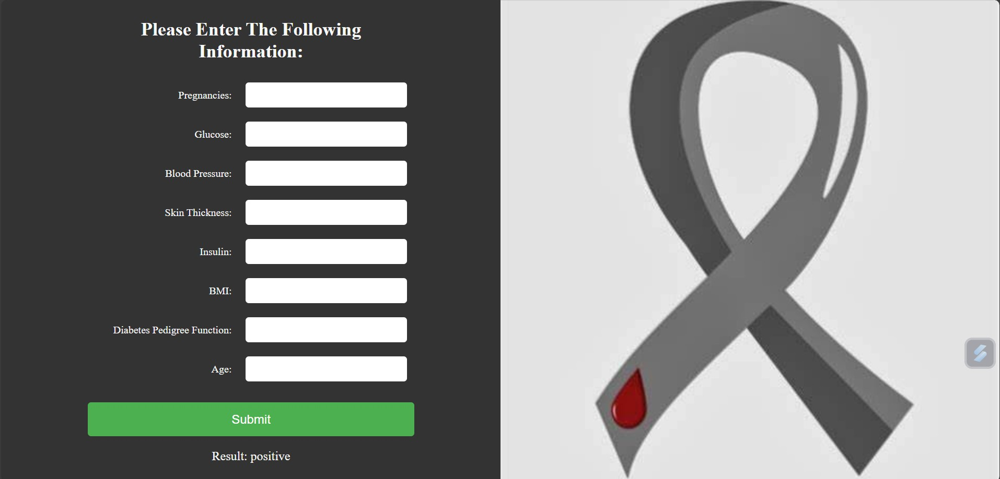 Please Enter The Following
Information:
Pregnancies:
Glucose:
Blood Pressure:
Skin Thickness:
Insulin:
BMI:
Diabetes Pedigree Function:
Age:
Submit
Result: positive